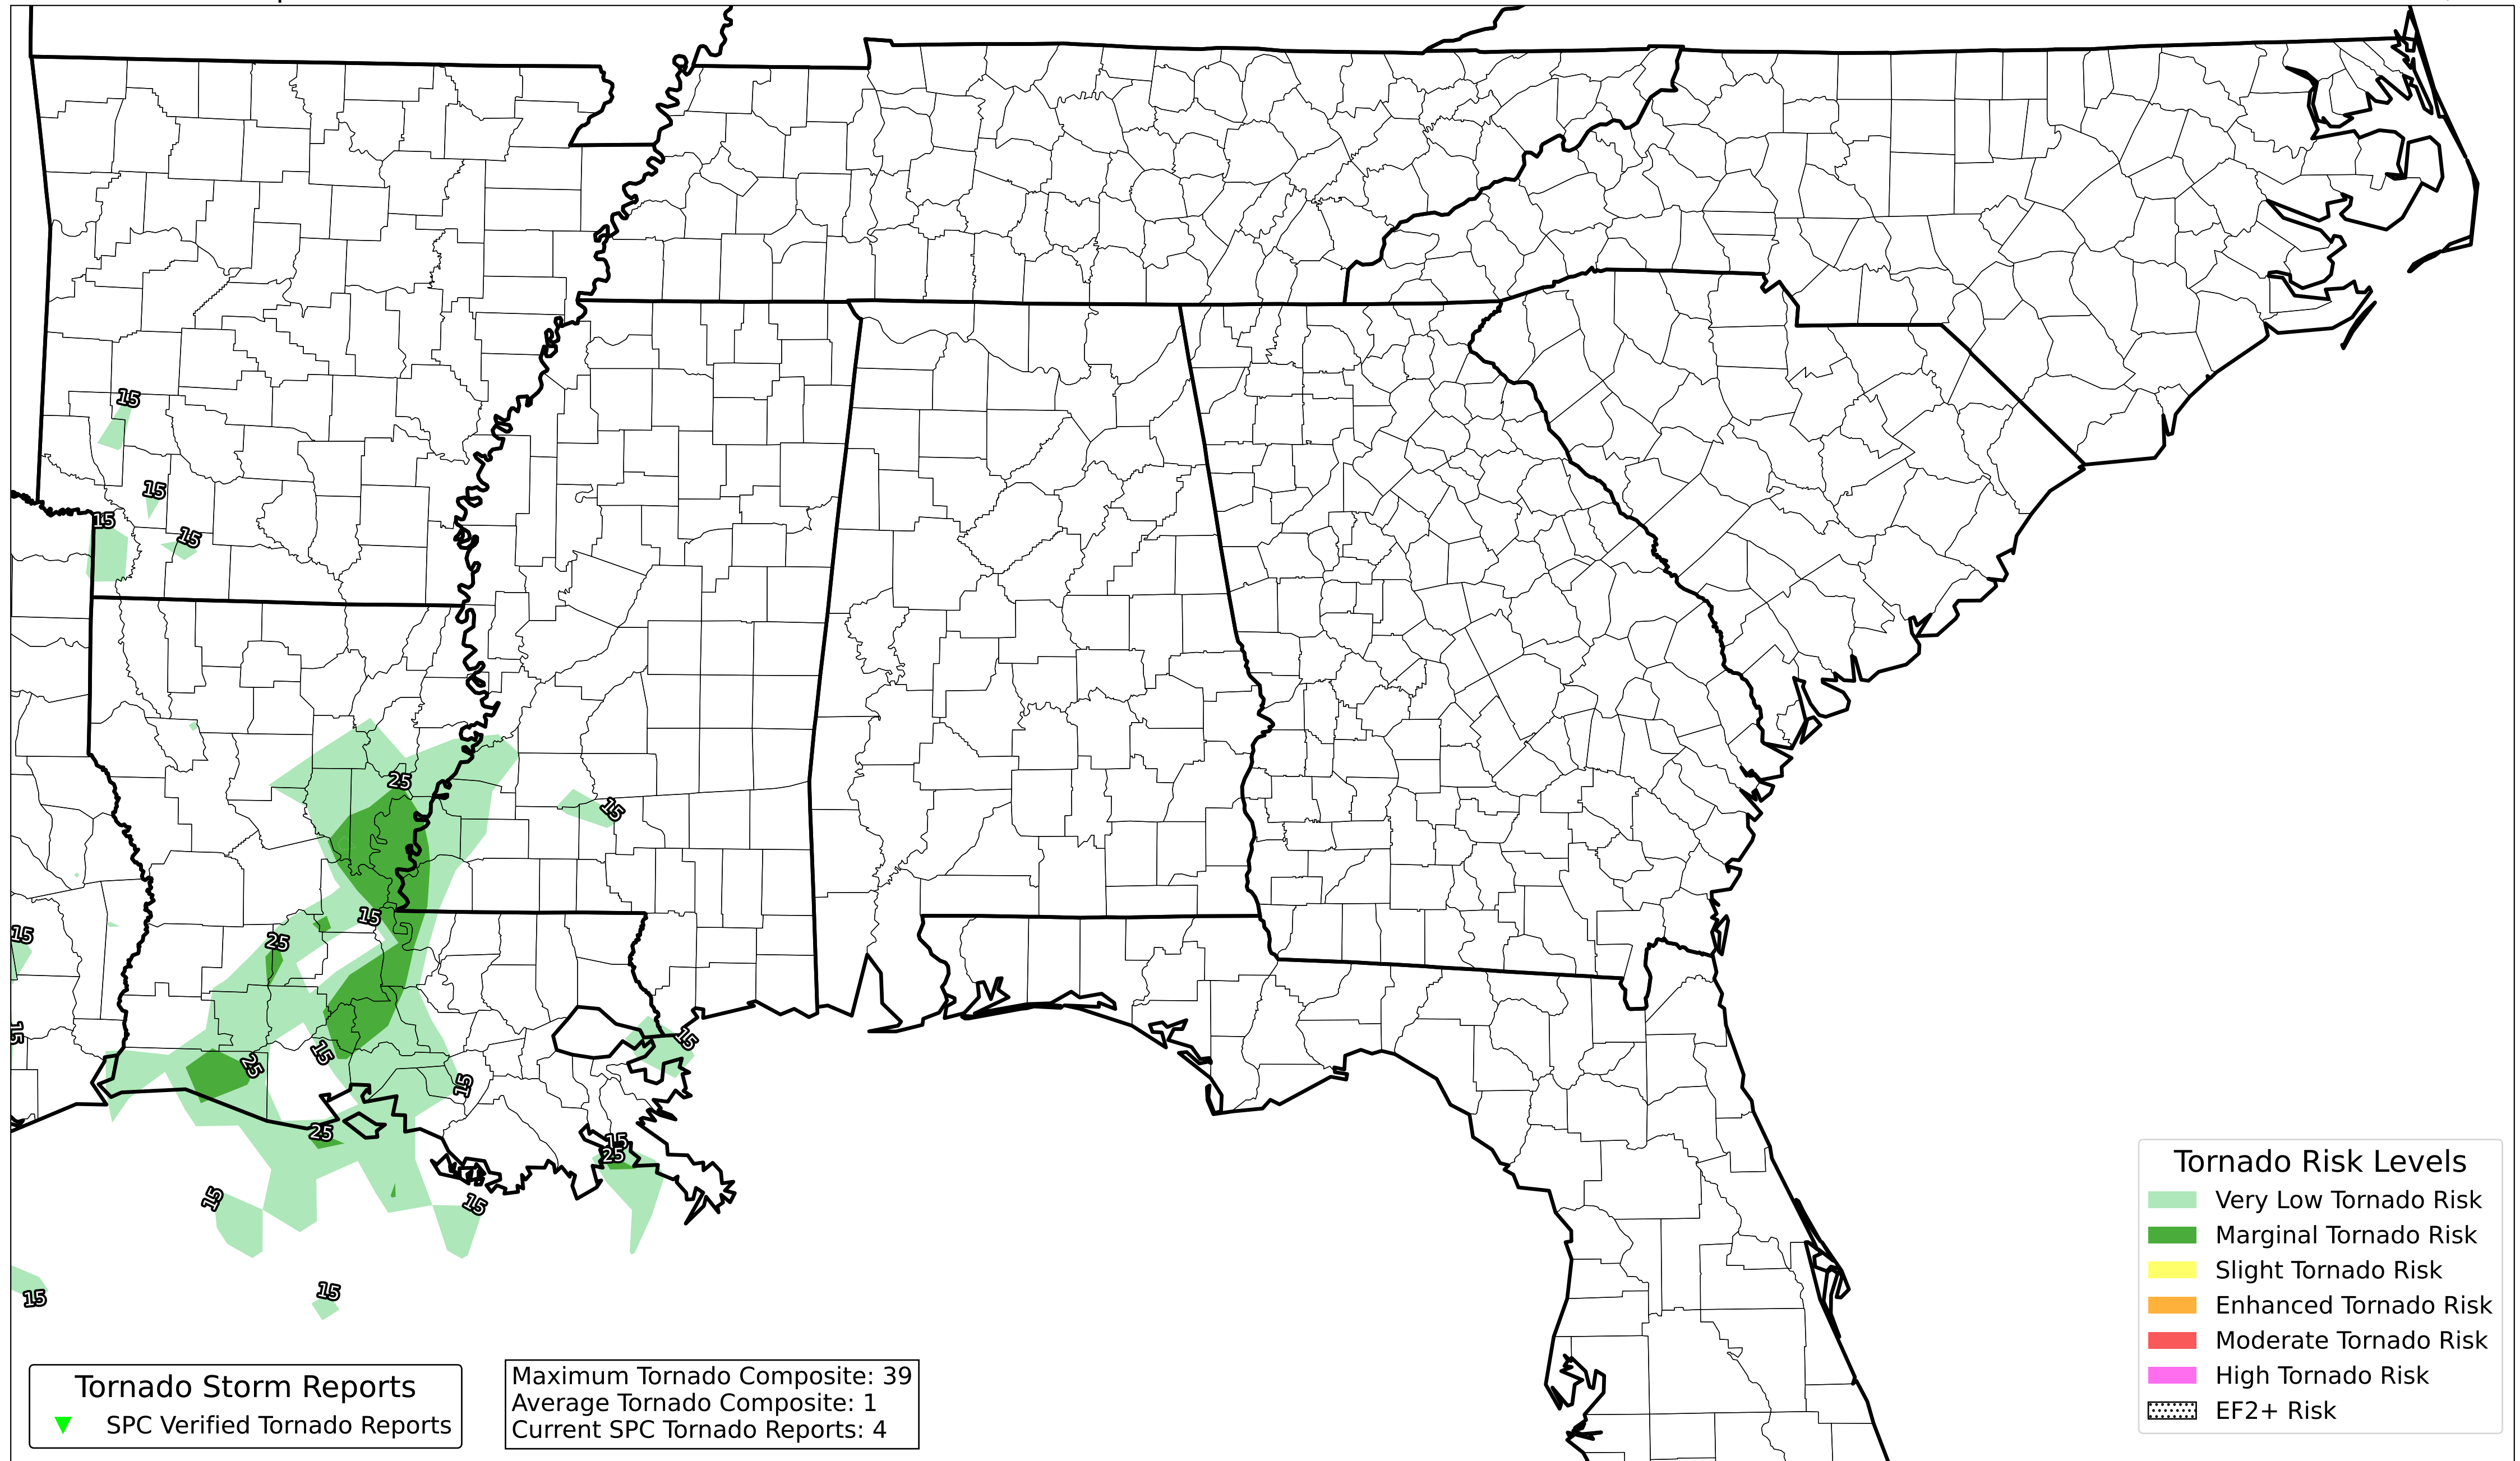 15
15
15
15
25
15
15
25
15
15
15
25
15
15
25
15
25
15
15
15
15
Tornado Risk Levels
Very Low Tornado Risk
Marginal Tornado Risk
Slight Tornado Risk
Enhanced Tornado Risk
Moderate Tornado Risk
High Tornado Risk
EF2+ Risk
Tornado Storm Reports
SPC Verified Tornado Reports
Maximum Tornado Composite: 39
Average Tornado Composite: 1
Current SPC Tornado Reports: 4